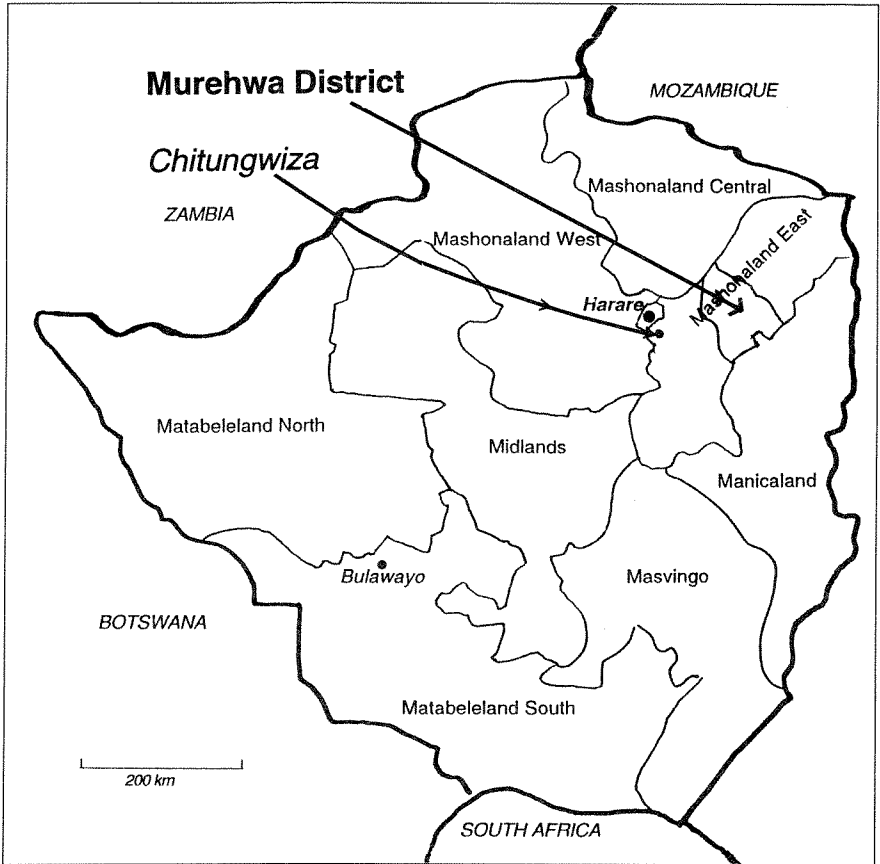 Murehwa District
MOZAMBIQUE
Chitungwiza
Mashonaland Central
ZAMBIA
Mashonaland East
Mashonaland West
Harare
Matabeleland North
Midlands
Manicaland
Bulawayo
Masvingo
BOTSWANA
Matabeleland South
200 km
SOUTH AFRICA